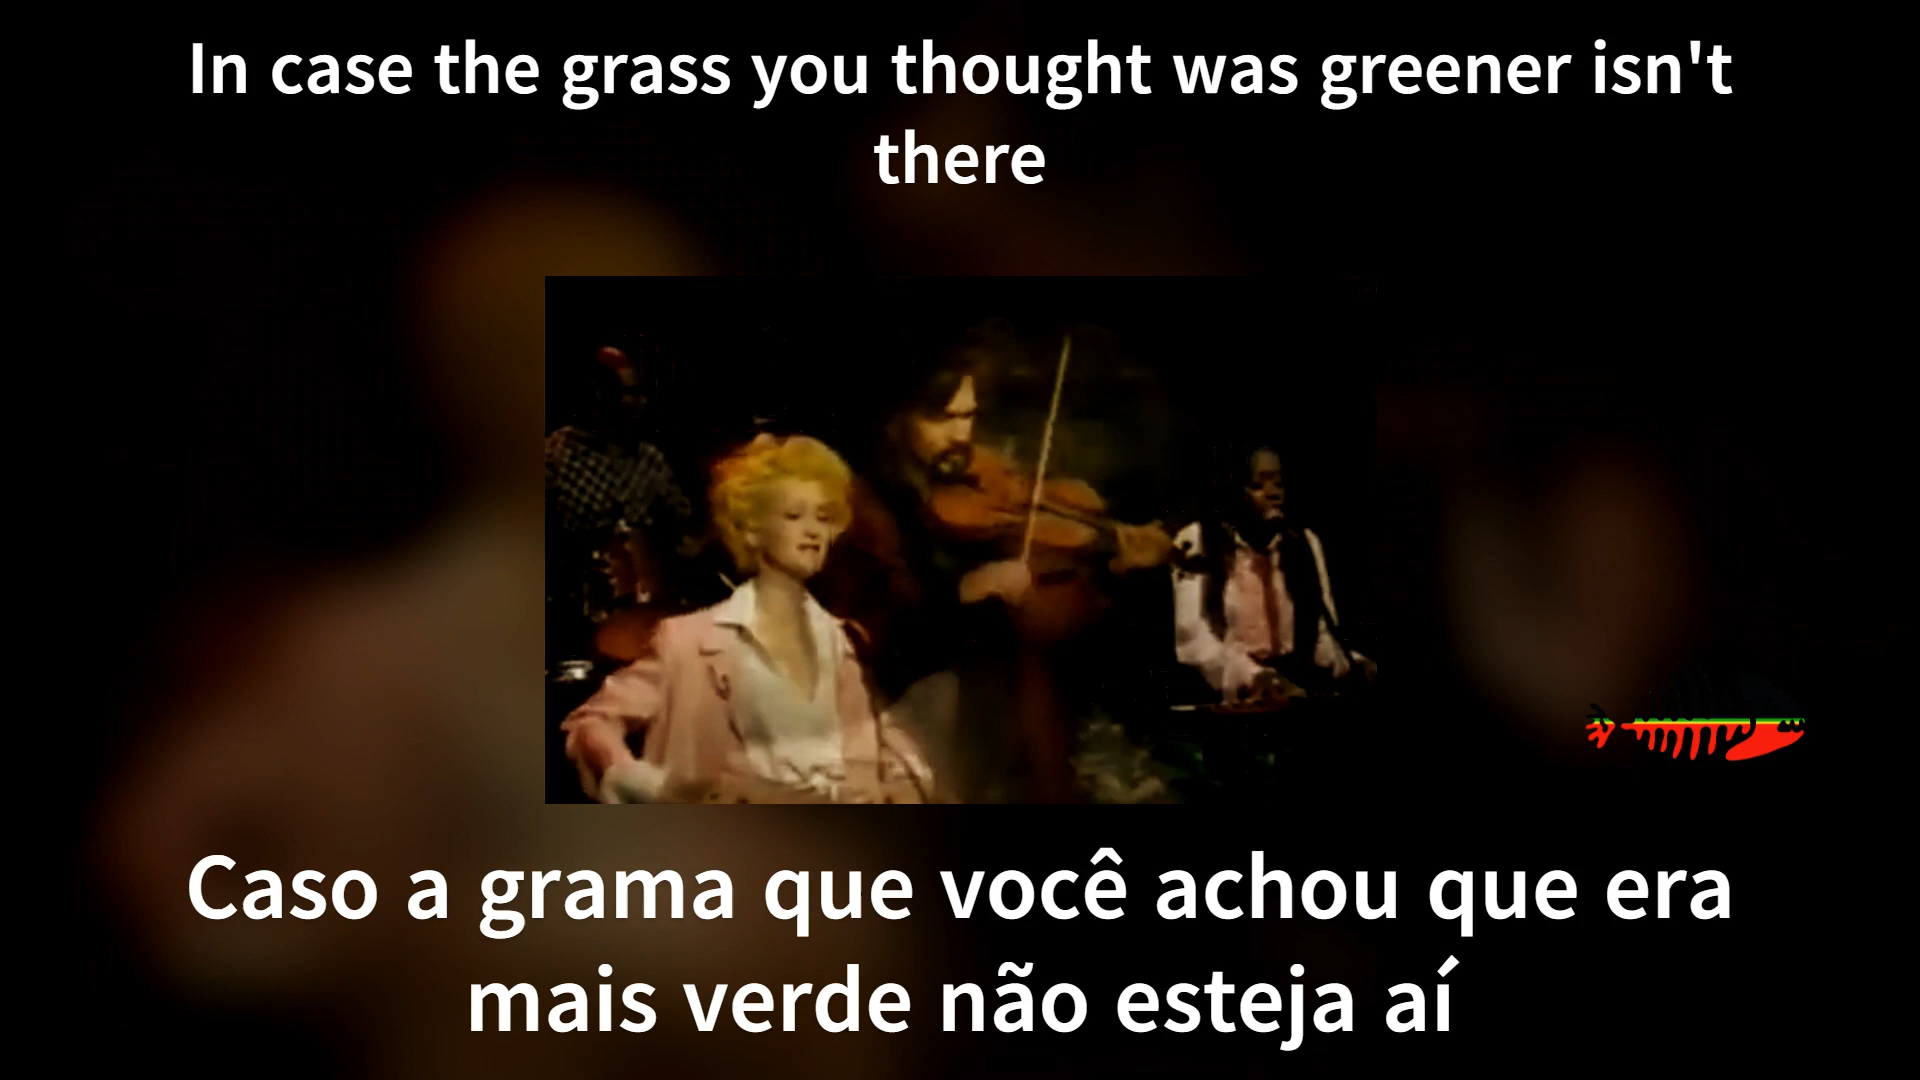 In case the grass you thought was greener isn't
there
Caso a grama que você achou que era
mais verde não esteja aí